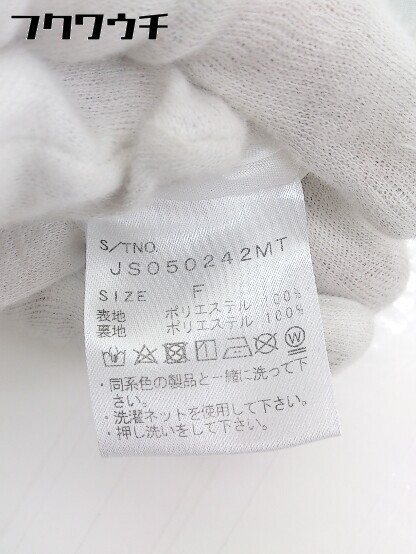 フクワウチ
S/TNO.
JS050242MT
SIZE F
表地 ポリエステル 100%
裏地 ポリエステル 100%
・同系色の製品と一緒に洗って下
さい。
・洗濯ネットを使用して下さい。
・押し洗いをして下さい。